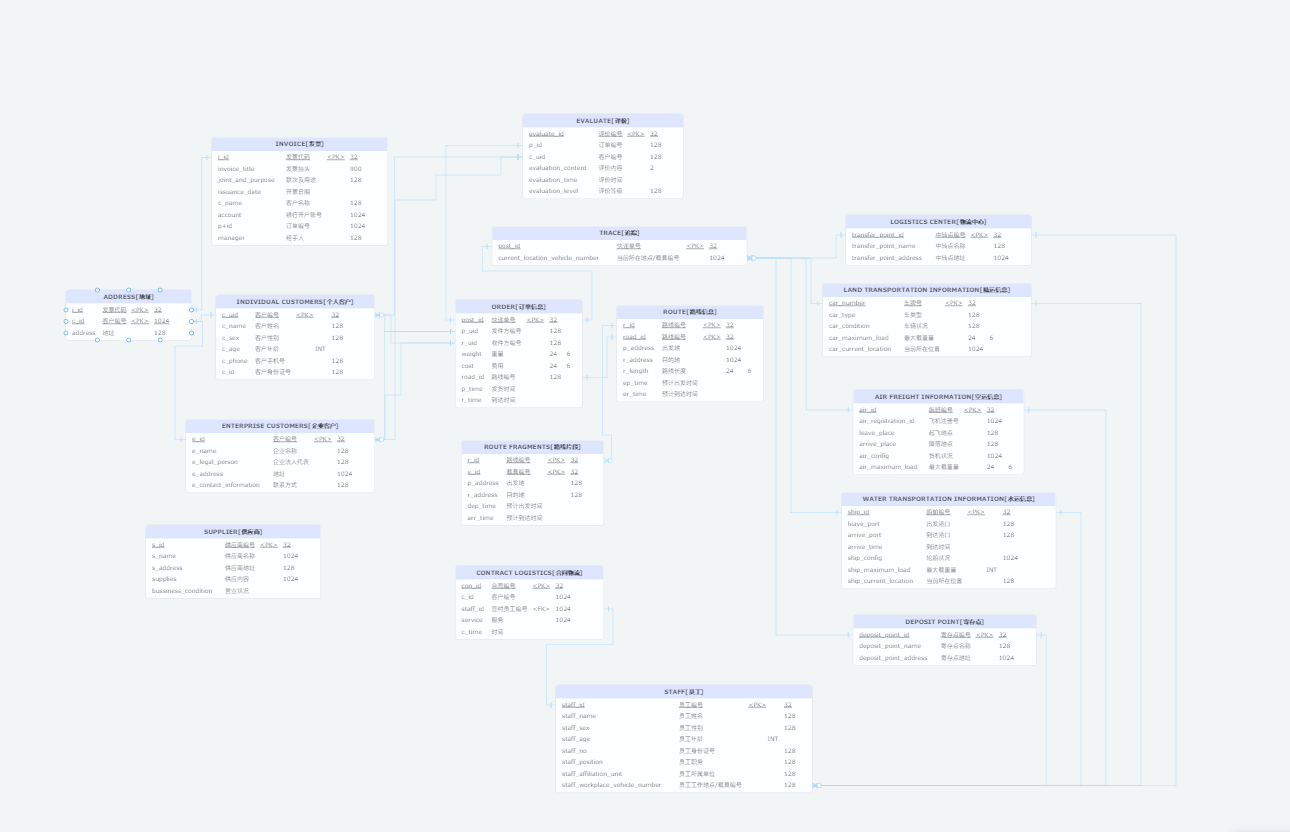 EVALUATE[评价]
evaluate_id 评价编号 <PK> 32
p_id 订单编号 128
c_uid 客户编号 128
evaluation_content 评价内容 2
evaluation_time 评价时间
evaluation_level 评价等级 128
INVOICE[发票]
i_id 发票代码 <PK> 32
invoice_title 发票抬头 900
joint_and_purpose 联次及用途 128
issuance_date 开票日期
c_name 客户名称 128
account 银行开户账号 1024
p+id 订单编号 1024
manager 经手人 128
TRACE[追踪]
post_id 快递单号 <PK> 32
current_location_vehicle_number 当前所在地点/载具编号 1024
LOGISTICS CENTER[物流中心]
transfer_point_id 中转点编号 <PK> 32
transfer_point_name 中转点名称 128
transfer_point_address 中转点地址 1024
ADDRESS[地址]
i_id 发票代码 <PK> 32
c_id 客户编号 <PK> 1024
address 地址 128
INDIVIDUAL CUSTOMERS[个人客户]
c_uid 客户编号 <PK> 32
c_name 客户姓名 128
c_sex 客户性别 128
c_age 客户年龄 INT
c_phone 客户手机号 128
c_id 客户身份证号 128
ORDER[订单信息]
post_id 快递单号 <PK> 32
p_uid 发件方编号 128
r_uid 收件方编号 128
weight 重量 24 6
cost 费用 24 6
road_id 路线编号 128
p_time 发货时间
r_time 到达时间
ROUTE[路线信息]
r_id 路线编号 <PK> 32
road_id 路线编号 <PK> 32
p_address 出发地 1024
r_address 目的地 1024
r_length 路线长度 24 6
ep_time 预计出发时间
er_time 预计到达时间
LAND TRANSPORTATION INFORMATION[陆运信息]
car_number 车牌号 <PK> 32
car_type 车类型 128
car_condition 车辆状况 128
car_maximum_load 最大载重量 24 6
car_current_location 当前所在位置 1024
AIR FREIGHT INFORMATION[空运信息]
air_id 航班编号 <PK> 32
air_registration_id 飞机注册号 1024
leave_place 起飞地点 128
arrive_place 降落地点 128
air_config 货机状况 1024
air_maximum_load 最大载重量 24 6
ENTERPRISE CUSTOMERS[企业客户]
e_id 客户编号 <PK> 32
e_name 企业名称 128
e_legal_person 企业法人代表 128
e_address 地址 1024
e_contact_information 联系方式 128
ROUTE FRAGMENTS[路线片段]
r_id 路线编号 <PK> 32
v_id 载具编号 <PK> 32
p_address 出发地 128
r_address 目的地 128
dep_time 预计出发时间
arr_time 预计到达时间
WATER TRANSPORTATION INFORMATION[水运信息]
ship_id 船舶编号 <PK> 32
leave_port 出发港口 128
arrive_port 到达港口 128
arrive_time 到达时间
ship_config 轮船状况 1024
ship_maximum_load 最大载重量 INT
ship_current_location 当前所在位置 128
SUPPLIER[供应商]
s_id 供应商编号 <PK> 32
s_name 供应商名称 1024
s_address 供应商地址 128
supplies 供应内容 1024
bussiness_condition 营业状况
CONTRACT LOGISTICS[合同物流]
con_id 合同编号 <PK> 32
c_id 客户编号 1024
staff_id 签约员工编号 <FK> 1024
service 服务 1024
c_time 时间
DEPOSIT POINT[寄存点]
deposit_point_id 寄存点编号 <PK> 32
deposit_point_name 寄存点名称 128
deposit_point_address 寄存点地址 1024
STAFF[员工]
staff_id 员工编号 <PK> 32
staff_name 员工姓名 128
staff_sex 员工性别 128
staff_age 员工年龄 INT
staff_no 员工身份证号 128
staff_position 员工职务 128
staff_affiliation_unit 员工所属单位 128
staff_workplace_vehicle_number 员工工作地点/载具编号 128